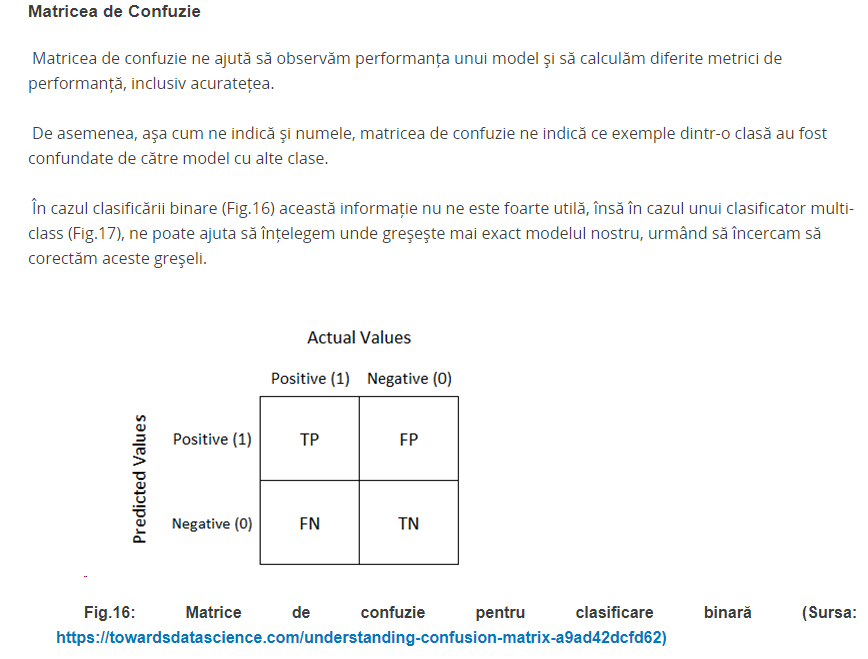 Matricea de Confuzie
Matricea de confuzie ne ajută să observăm performanța unui model și să calculăm diferite metrici de
performanță, inclusiv acuratețea.
De asemenea, așa cum ne indică și numele, matricea de confuzie ne indică ce exemple dintr-o clasă au fost
confundate de către model cu alte clase.
În cazul clasificării binare (Fig.16) această informație nu ne este foarte utilă, însă în cazul unui clasificator multi-
class (Fig.17), ne poate ajuta să înțelegem unde greșește mai exact modelul nostru, urmând să încercam să
corectăm aceste greșeli.
Actual Values
Positive (1) Negative (0)
Predicted Values
Positive (1) TP FP
Negative (0) FN TN
Fig.16: Matrice de confuzie pentru clasificare binară (Sursa:
https://towardsdatascience.com/understanding-confusion-matrix-a9ad42dcfd62)